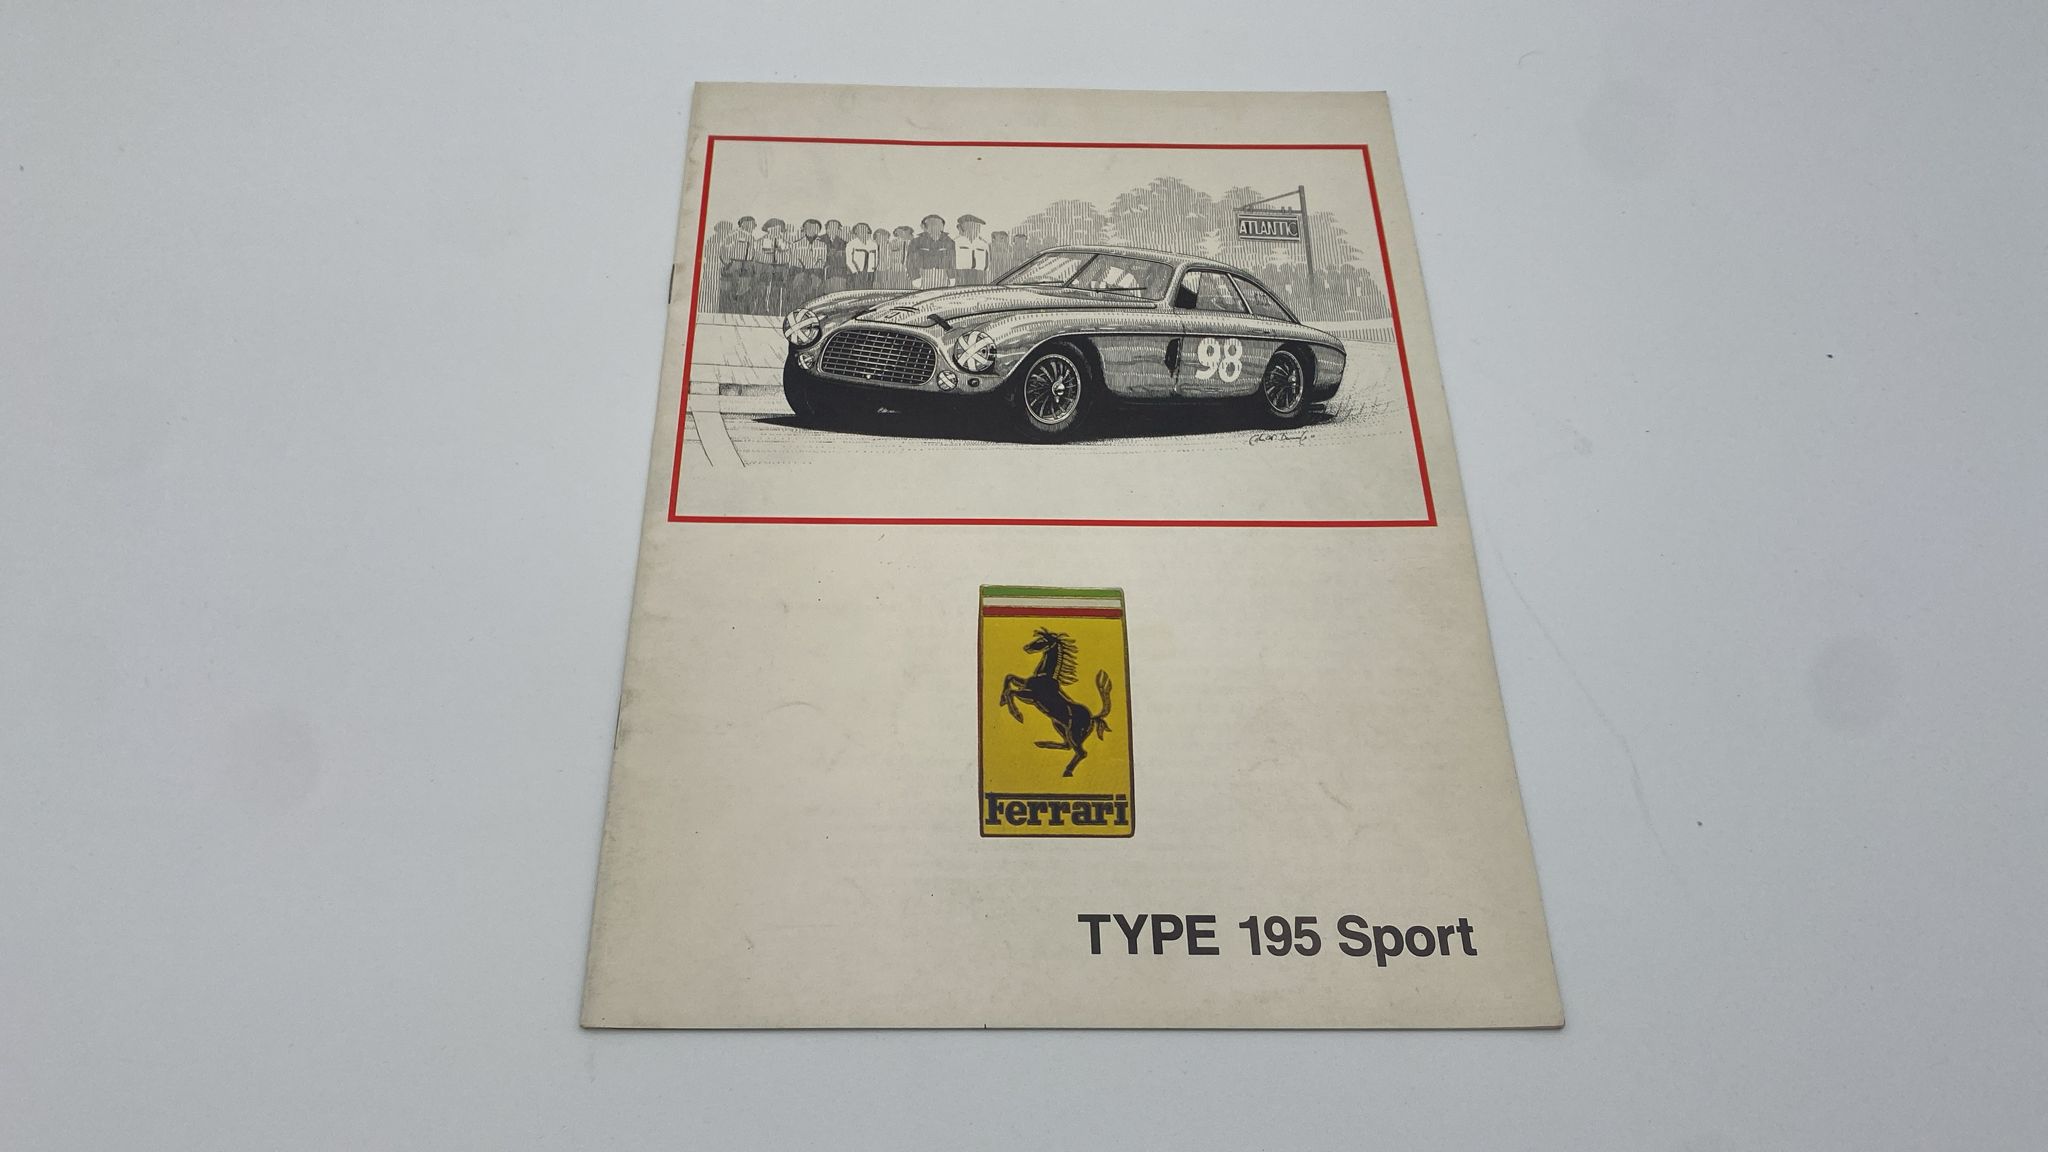 ATLANTIC
98
Ferrari
TYPE 195 Sport